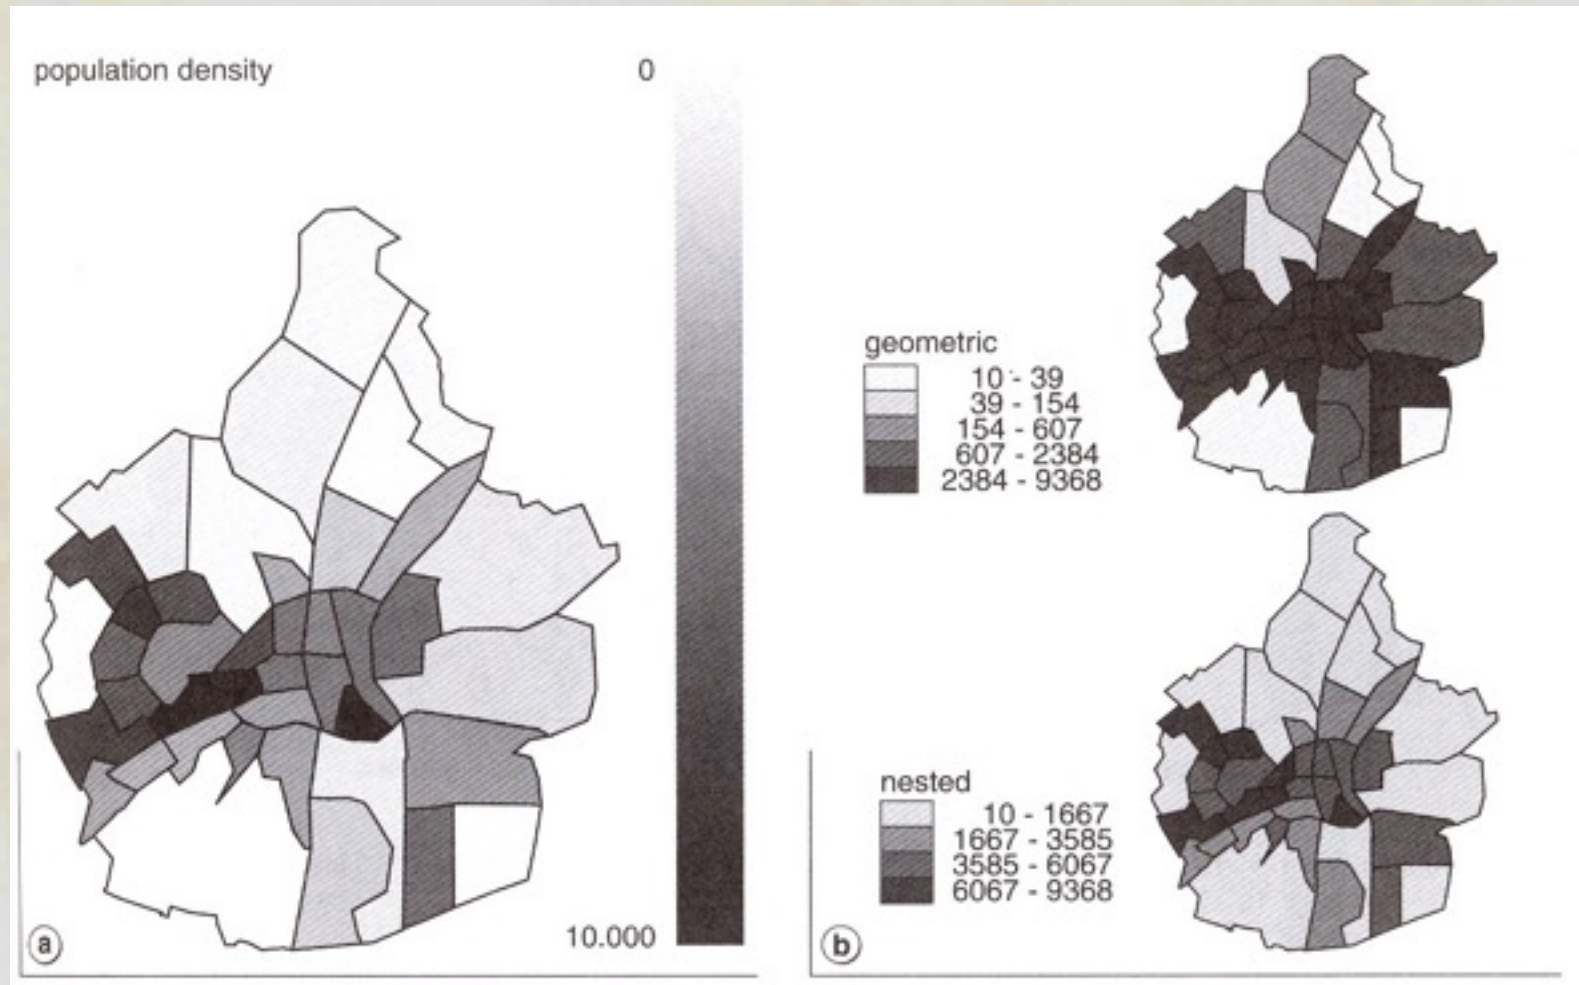 population density
0
10.000
a
geometric
10 - 39
39 - 154
154 - 607
607 - 2384
2384 - 9368
nested
10 - 1667
1667 - 3585
3585 - 6067
6067 - 9368
b